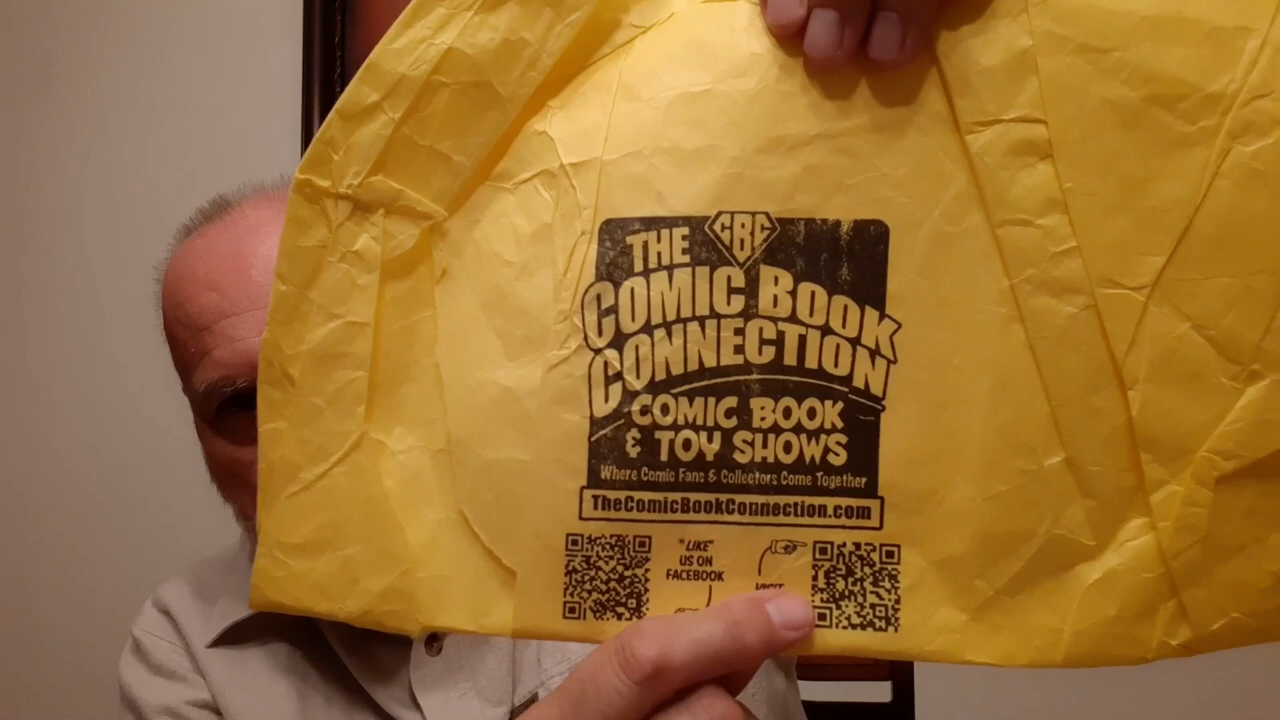 CBC
THE
COMIC BOOK
CONNECTION
COMIC BOOK
& TOY SHOWS
Where Comic Fans & Collectors Come Together
TheComicBookConnection.com
"LIKE"
US ON
FACEBOOK
VISIT